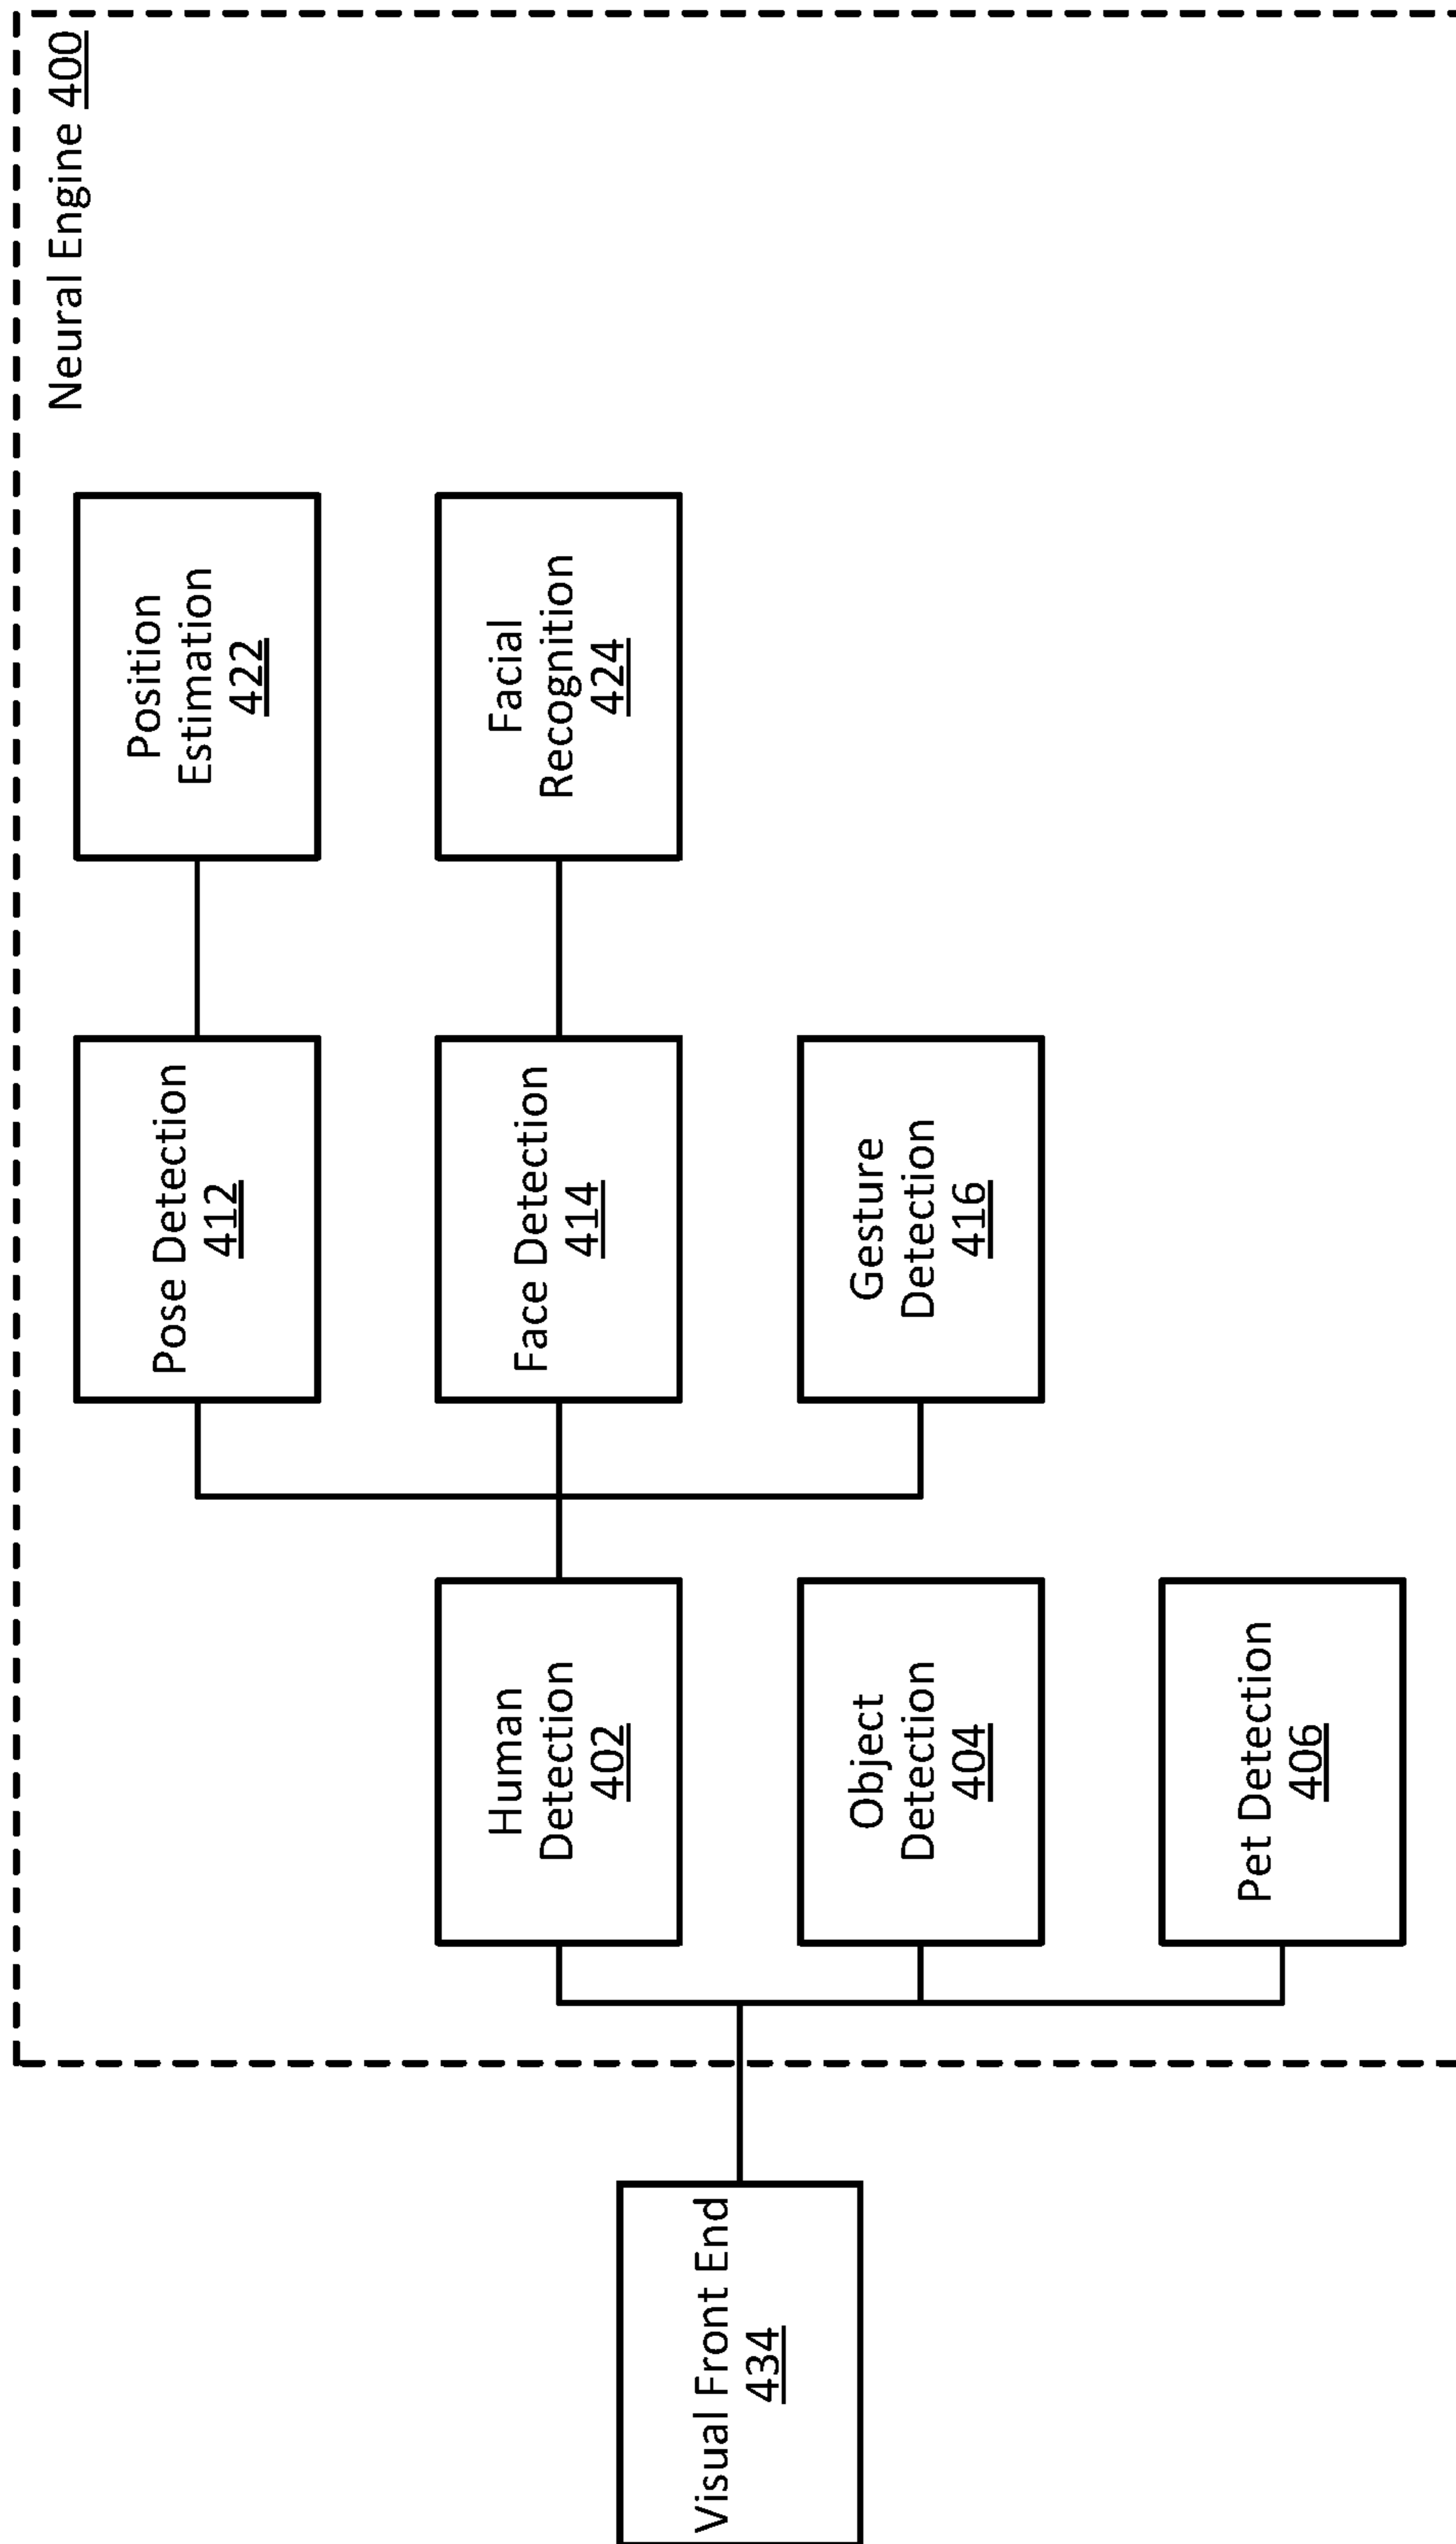 Neural Engine 400
Pose Detection
412
Position
Estimation
422
Human
Detection
402
Face Detection
414
Facial
Recognition
424
Visual Front End
434
Object
Detection
404
Gesture
Detection
416
Pet Detection
406